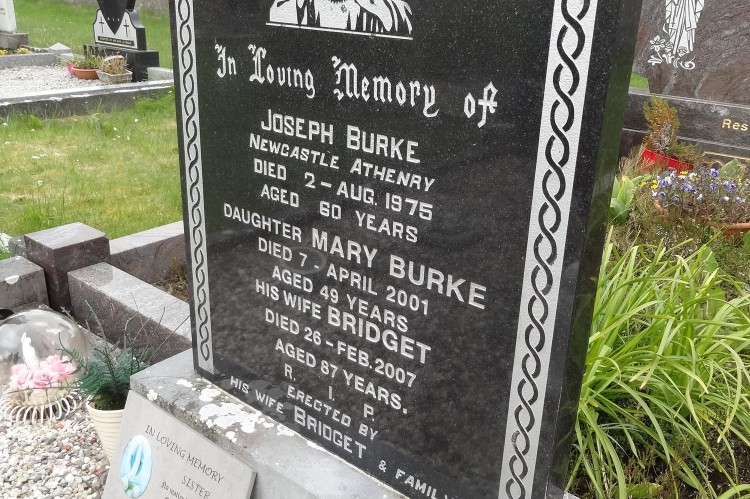 In Loving Memory of
JOSEPH BURKE
NEWCASTLE ATHENRY
DIED 2-AUG. 1975
AGED 60 YEARS
DAUGHTER MARY BURKE
DIED 7 APRIL 2001
AGED 49 YEARS
HIS WIFE BRIDGET
DIED 26-FEB. 2007
AGED 87 YEARS.
R. I. P.
ERECTED BY
HIS WIFE BRIDGET & FAMILY
IN LOVING MEMORY
SISTER
Res